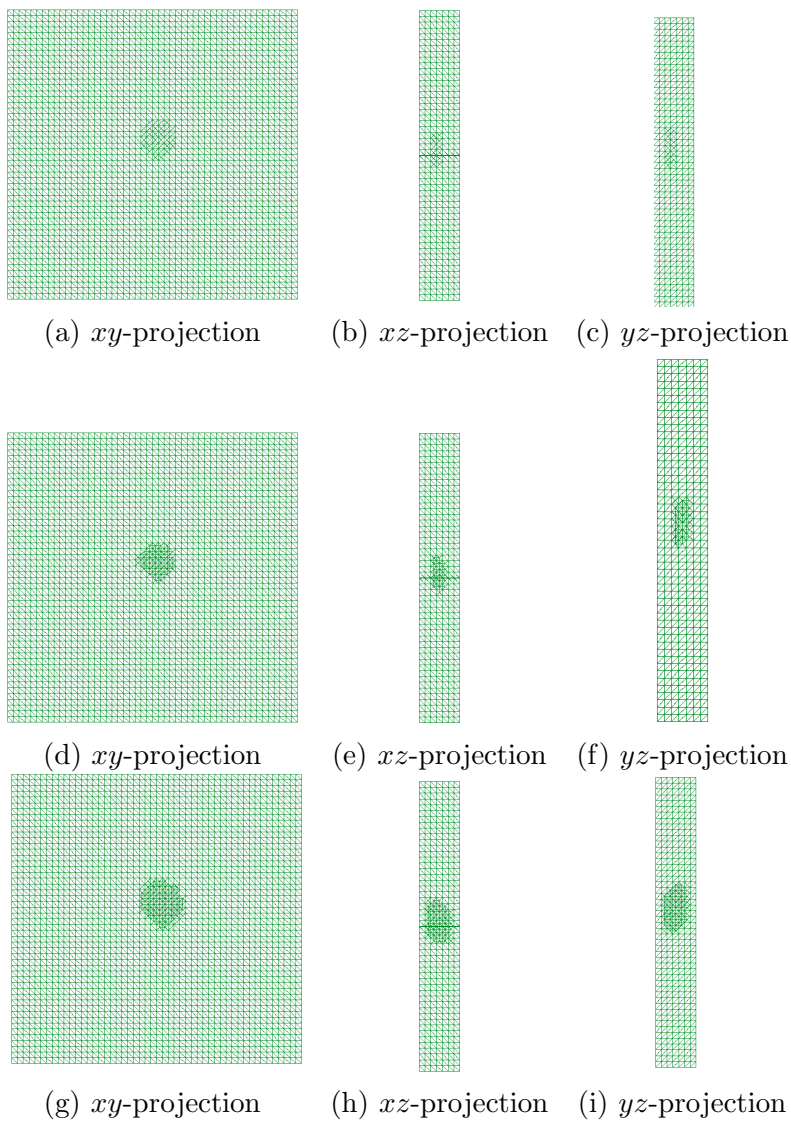 (a) xy-projection (b) xz-projection (c) yz-projection
(d) xy-projection (e) xz-projection (f) yz-projection
(g) xy-projection (h) xz-projection (i) yz-projection